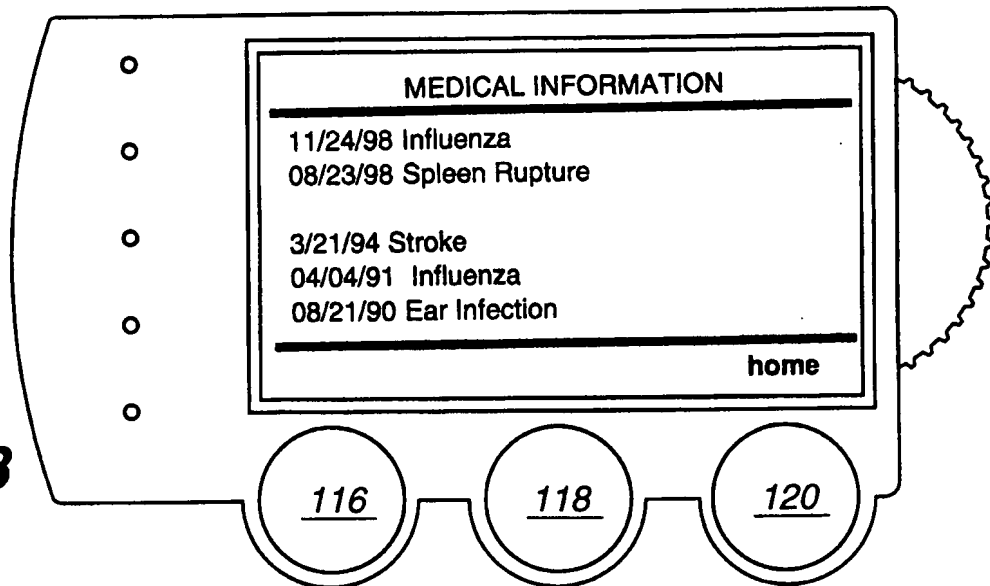 MEDICAL INFORMATION
11/24/98 Influenza
08/23/98 Spleen Rupture
3/21/94 Stroke
04/04/91 Influenza
08/21/90 Ear Infection
home
116 118 120